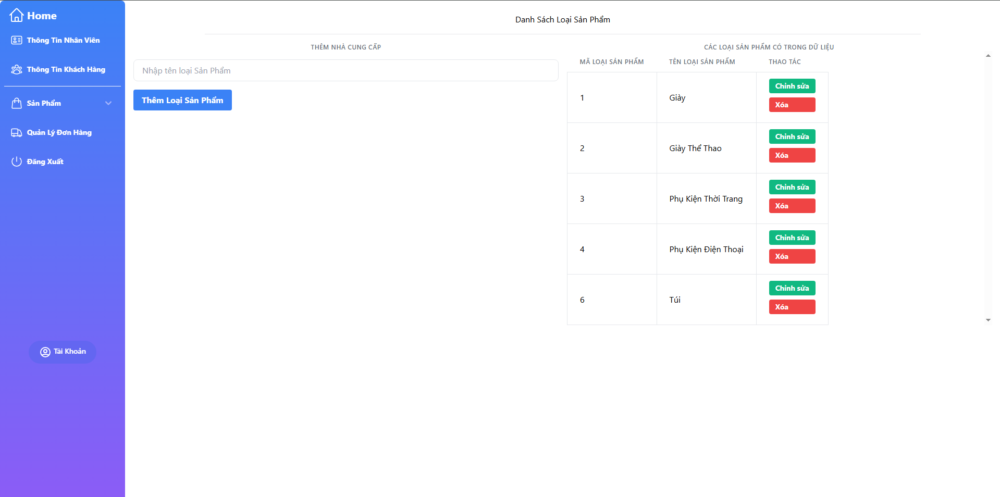 Home
Thông Tin Nhân Viên
Thông Tin Khách Hàng
Sản Phẩm
Quản Lý Đơn Hàng
Đăng Xuất
Tài Khoản
Danh Sách Loại Sản Phẩm
THÊM NHÀ CUNG CẤP
Nhập tên loại Sản Phẩm
Thêm Loại Sản Phẩm
CÁC LOẠI SẢN PHẨM CÓ TRONG DỮ LIỆU
MÃ LOẠI SẢN PHẨM TÊN LOẠI SẢN PHẨM THAO TÁC
1 Giày Chỉnh sửa
Xóa
2 Giày Thể Thao Chỉnh sửa
Xóa
3 Phụ Kiện Thời Trang Chỉnh sửa
Xóa
4 Phụ Kiện Điện Thoại Chỉnh sửa
Xóa
6 Túi Chỉnh sửa
Xóa